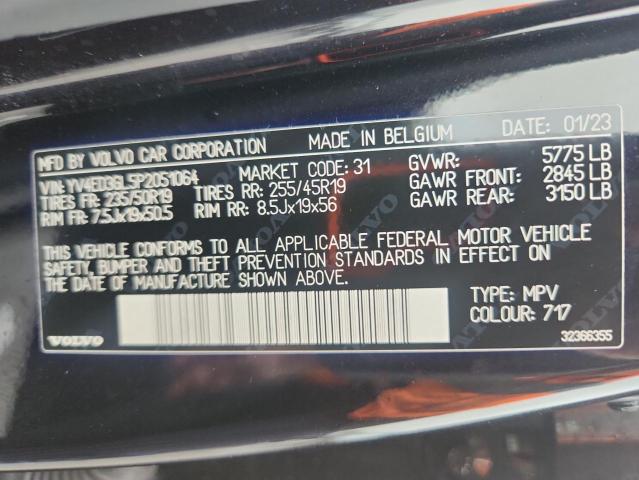 MFD BY VOLVO CAR CORPORATION MADE IN BELGIUM DATE: 01/23
VIN: YV4ED3GL5P2051064 MARKET CODE: 31 GVWR: 5775 LB
TIRES FR: 235/50R19 TIRES RR: 255/45R19 GAWR FRONT: 2845 LB
RIM FR: 7.5Jx19x50.5 RIM RR: 8.5Jx19x56 GAWR REAR: 3150 LB
THIS VEHICLE CONFORMS TO ALL APPLICABLE FEDERAL MOTOR VEHICLE
SAFETY, BUMPER AND THEFT PREVENTION STANDARDS IN EFFECT ON
THE DATE OF MANUFACTURE SHOWN ABOVE.
TYPE: MPV
COLOUR: 717
VOLVO
32366355